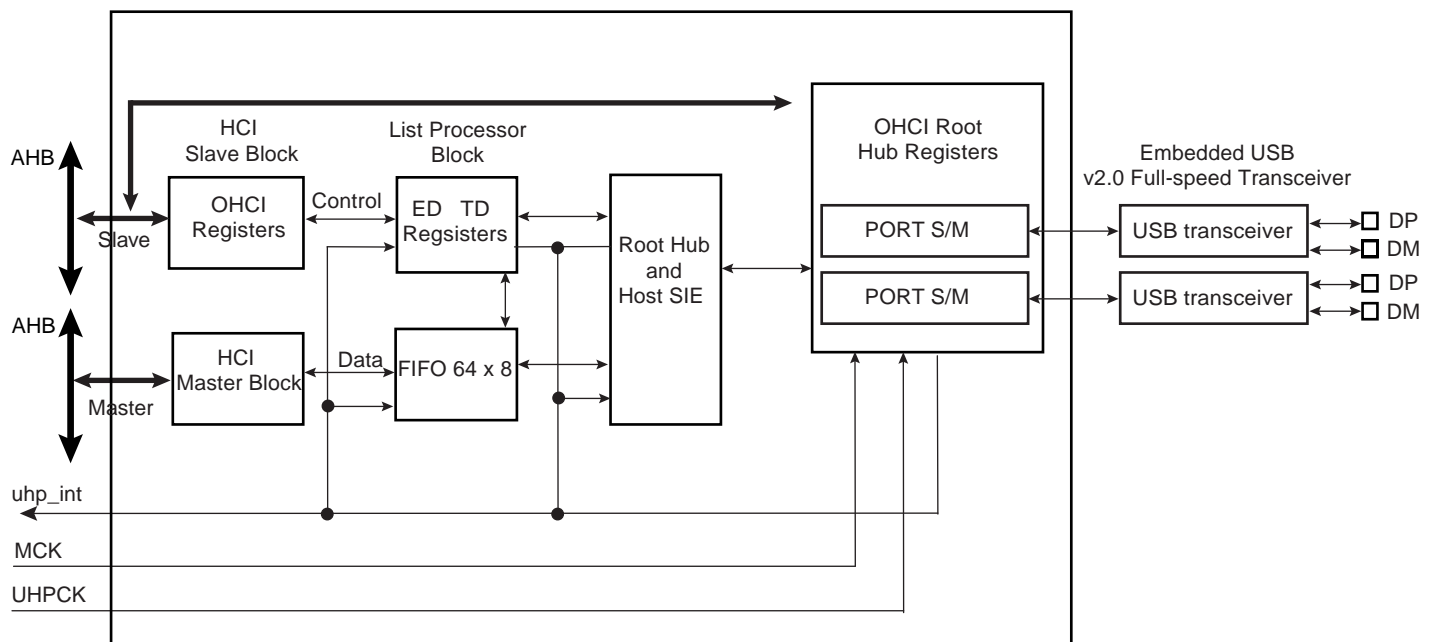 HCI
Slave Block
List Processor
Block
OHCI Root
Hub Registers
Embedded USB
v2.0 Full-speed Transceiver
AHB
Slave
OHCI
Registers
Control
ED TD
Regsisters
Root Hub
and
Host SIE
PORT S/M
PORT S/M
USB transceiver
USB transceiver
DP
DM
DP
DM
AHB
Master
HCI
Master Block
Data
FIFO 64 x 8
uhp_int
MCK
UHPCK